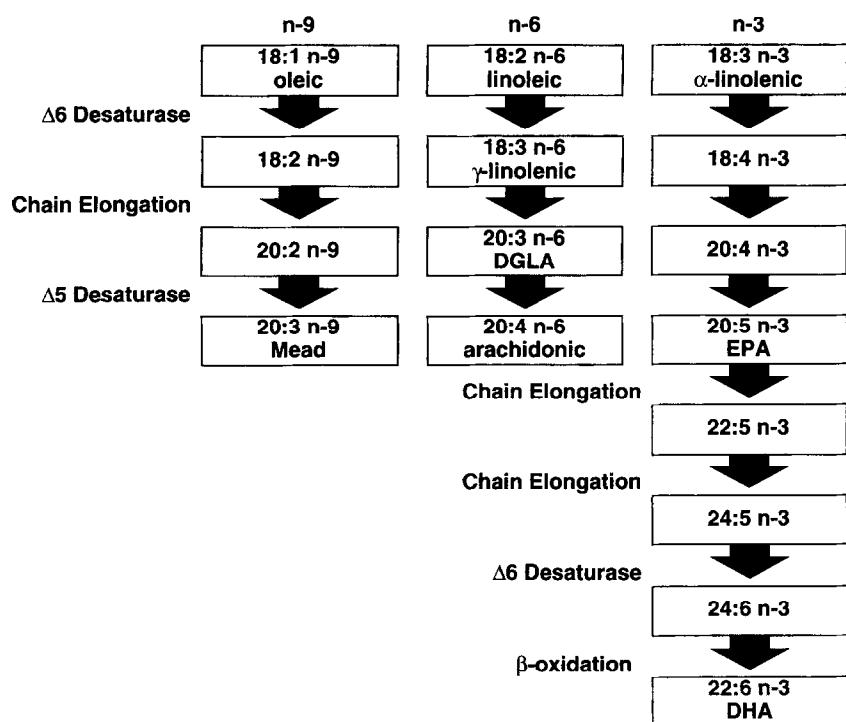 n-9 n-6 n-3
18:1 n-9 18:2 n-6 18:3 n-3
oleic linoleic α-linolenic
Δ6 Desaturase
18:2 n-9 18:3 n-6 18:4 n-3
γ-linolenic
Chain Elongation
20:2 n-9 20:3 n-6 20:4 n-3
DGLA
Δ5 Desaturase
20:3 n-9 20:4 n-6 20:5 n-3
Mead arachidonic EPA
Chain Elongation
22:5 n-3
Chain Elongation
24:5 n-3
Δ6 Desaturase
24:6 n-3
β-oxidation
22:6 n-3
DHA